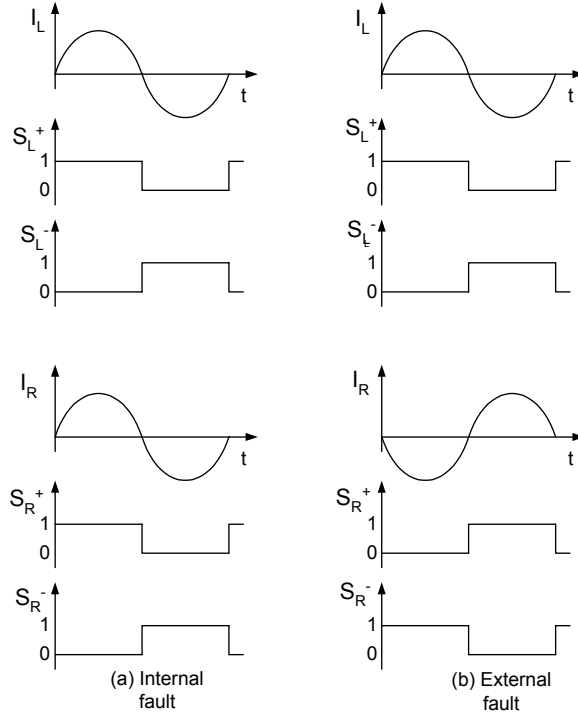 I_L
t
S_L^+
1
0
S_L^-
1
0
I_R
t
S_R^+
1
0
S_R^-
1
0
(a) Internal
fault
I_L
t
S_L^+
1
0
S_L^-
1
0
I_R
t
S_R^+
1
0
S_R^-
1
0
(b) External
fault